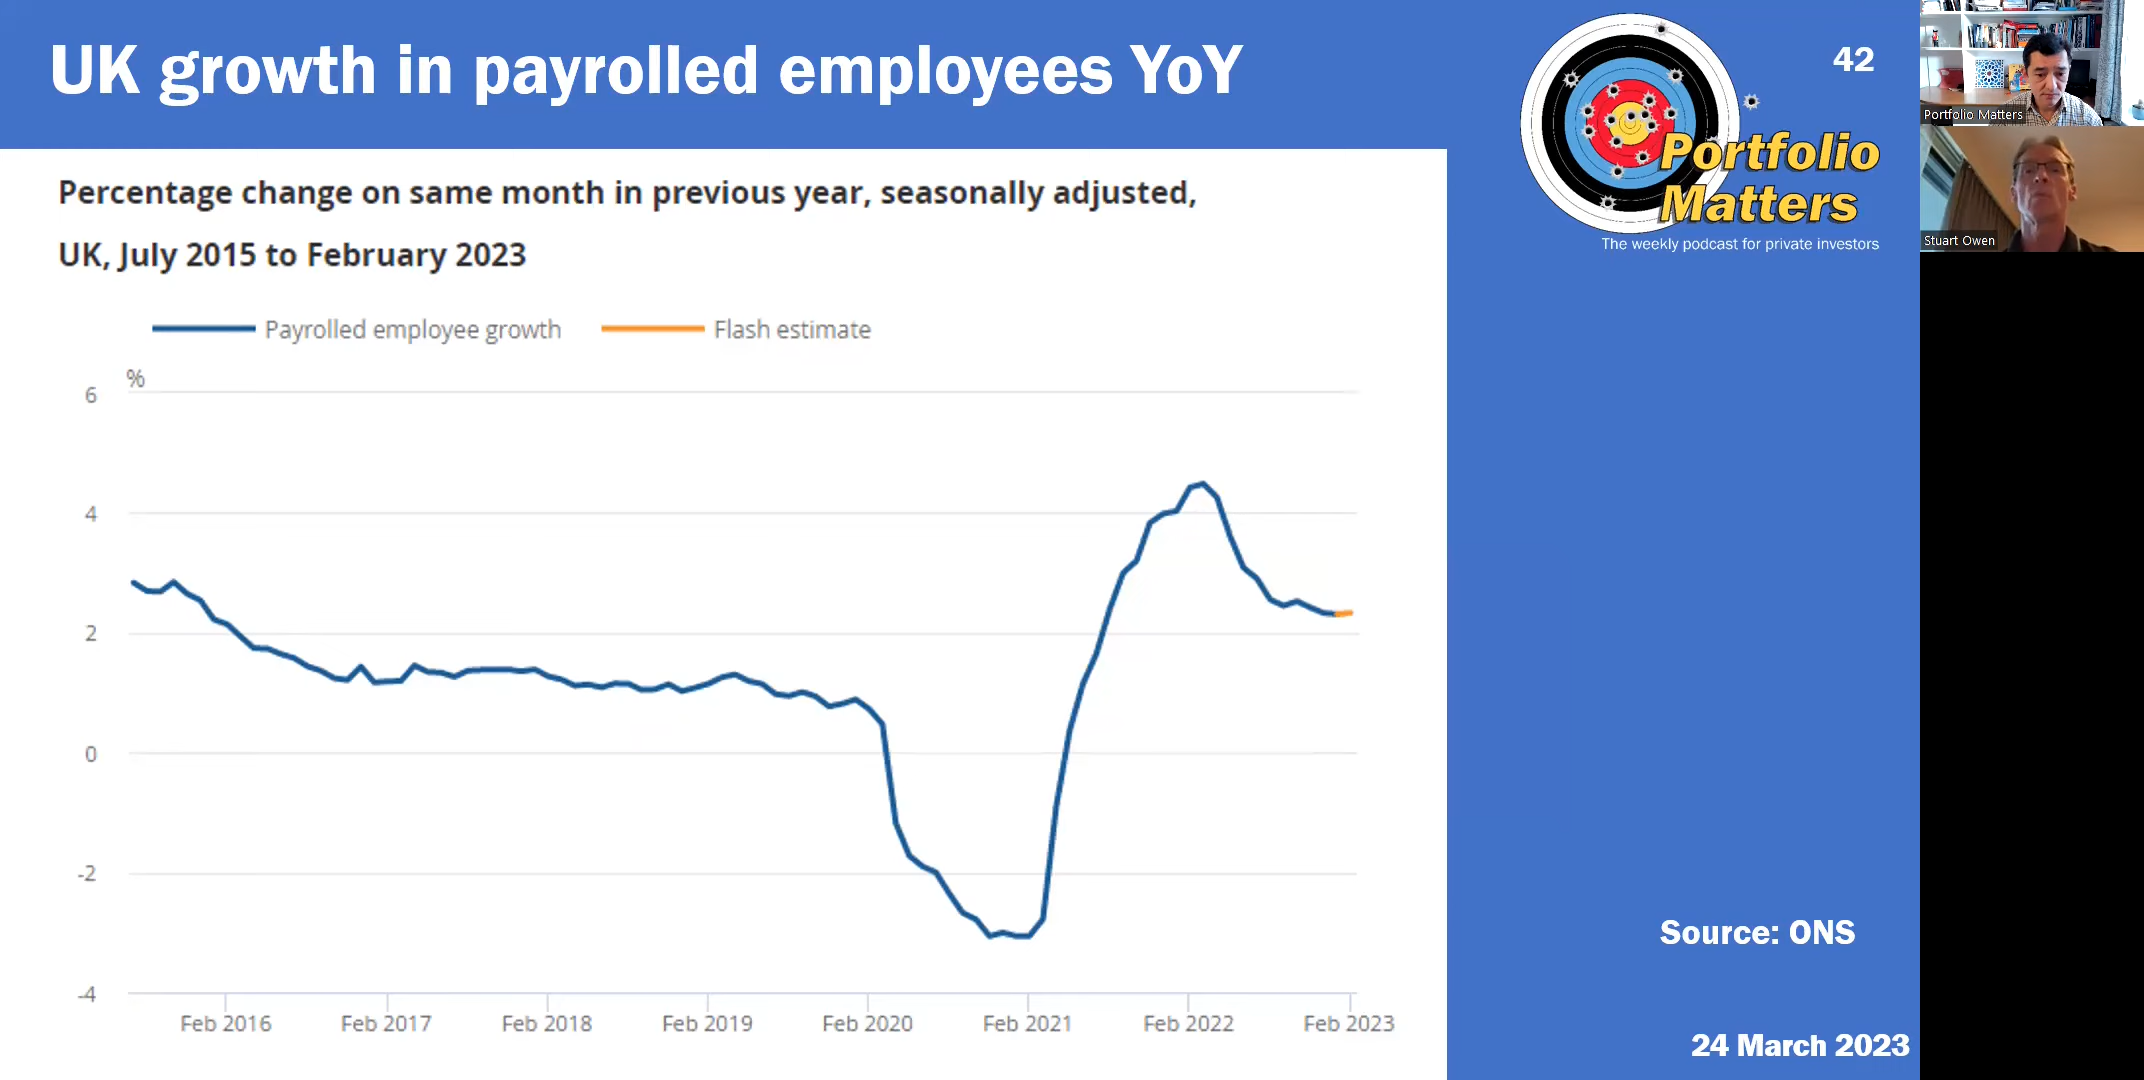 UK growth in payrolled employees YoY
42
Portfolio
Matters
The weekly podcast for private investors
Portfolio Matters
Stuart Owen
Percentage change on same month in previous year, seasonally adjusted,
UK, July 2015 to February 2023
Payrolled employee growth
Flash estimate
%
6
4
2
0
-2
-4
Feb 2016
Feb 2017
Feb 2018
Feb 2019
Feb 2020
Feb 2021
Feb 2022
Feb 2023
Source: ONS
24 March 2023